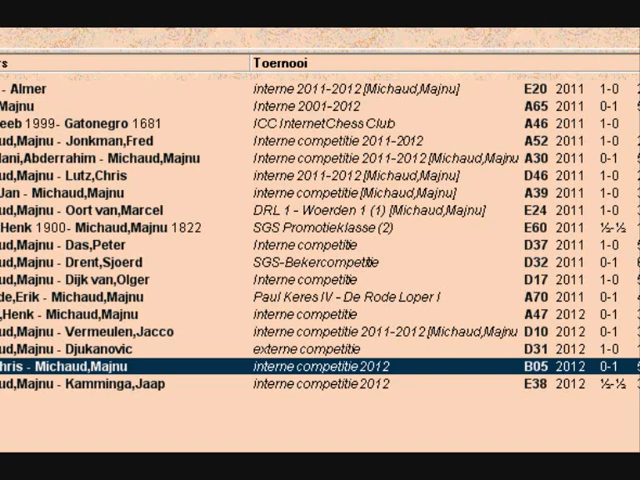 rs Toernooi
- Almer interne 2011-2012 [Michaud,Majnu] E20 2011 1-0
Majnu Interne 2001-2012 A65 2011 0-1
eeb 1999- Gatonegro 1681 ICC InternetChessClub A46 2011 1-0
ud,Majnu - Jonkman,Fred Interne competitie 2011-2012 A52 2011 1-0
lani,Abderrahim - Michaud,Majnu Interne competitie 2011-2012 [Michaud,Majnu A30 2011 0-1
ud,Majnu - Lutz,Chris interne 2011-2012 [Michaud,Majnu] D46 2011 1-0
Jan - Michaud,Majnu interne competitie [Michaud,Majnu] A39 2011 1-0
ud,Majnu - Oort van,Marcel DRL 1 - Woerden 1 (1) [Michaud,Majnu] E24 2011 1-0
Henk 1900- Michaud,Majnu 1822 SGS Promotieklasse (2) E60 2011 ½-½
ud,Majnu - Das,Peter Interne competitie D37 2011 1-0
ud,Majnu - Drent,Sjoerd SGS-Bekercompetitie D32 2011 0-1
ud,Majnu - Dijk van,Olger Interne competitie D17 2011 1-0
de,Erik - Michaud,Majnu Paul Keres IV - De Rode Loper I A70 2011 0-1
,Henk - Michaud,Majnu interne competitie A47 2012 0-1
ud,Majnu - Vermeulen,Jacco interne competitie 2011-2012 [Michaud,Majnu D10 2012 0-1
ud,Majnu - Djukanovic externe competitie D31 2012 1-0
hris - Michaud,Majnu interne competitie 2012 B05 2012 0-1
ud,Majnu - Kamminga,Jaap interne competitie 2012 E38 2012 ½-½